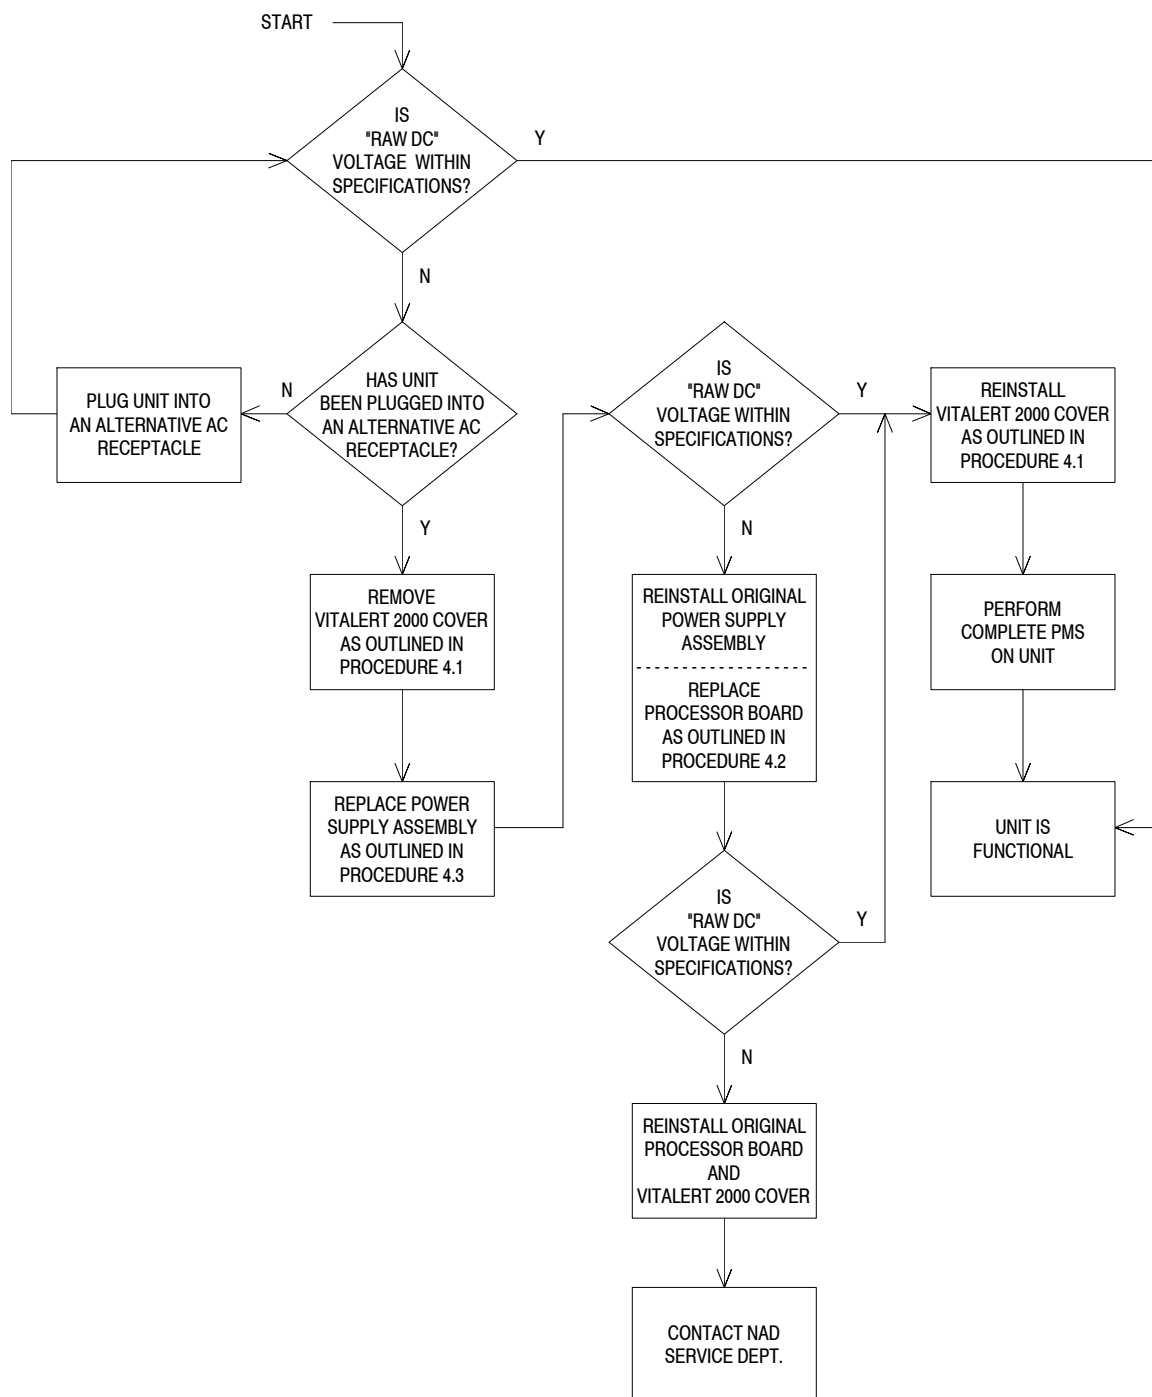 START
IS
"RAW DC"
VOLTAGE WITHIN
SPECIFICATIONS?
Y
N
HAS UNIT
BEEN PLUGGED INTO
AN ALTERNATIVE AC
RECEPTACLE?
N
PLUG UNIT INTO
AN ALTERNATIVE AC
RECEPTACLE
Y
REMOVE
VITALERT 2000 COVER
AS OUTLINED IN
PROCEDURE 4.1
REPLACE POWER
SUPPLY ASSEMBLY
AS OUTLINED IN
PROCEDURE 4.3
IS
"RAW DC"
VOLTAGE WITHIN
SPECIFICATIONS?
Y
N
REINSTALL ORIGINAL
POWER SUPPLY
ASSEMBLY
REPLACE
PROCESSOR BOARD
AS OUTLINED IN
PROCEDURE 4.2
IS
"RAW DC"
VOLTAGE WITHIN
SPECIFICATIONS?
Y
N
REINSTALL ORIGINAL
PROCESSOR BOARD
AND
VITALERT 2000 COVER
CONTACT NAD
SERVICE DEPT.
REINSTALL
VITALERT 2000 COVER
AS OUTLINED IN
PROCEDURE 4.1
PERFORM
COMPLETE PMS
ON UNIT
UNIT IS
FUNCTIONAL